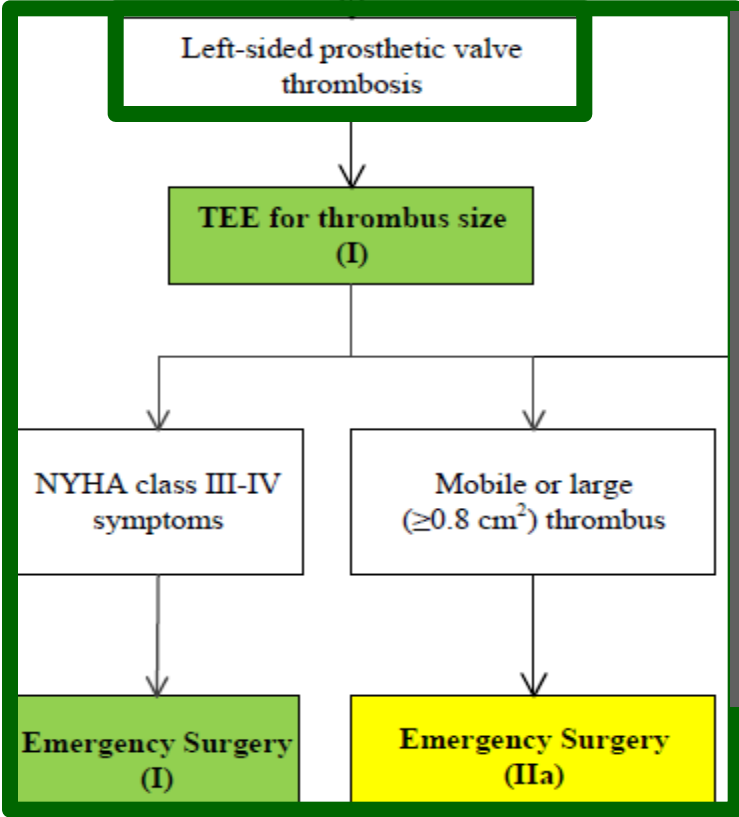 Left-sided prosthetic valve
thrombosis
TEE for thrombus size
(I)
NYHA class III-IV
symptoms
Mobile or large
(≥0.8 cm²) thrombus
Emergency Surgery
(I)
Emergency Surgery
(IIa)